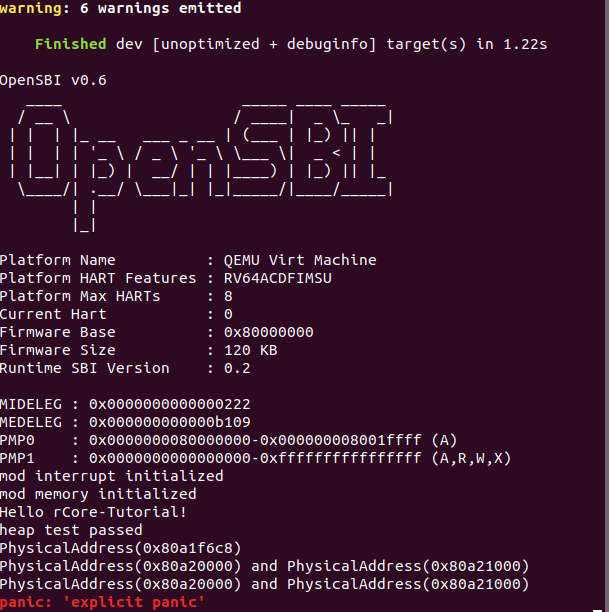 warning: 6 warnings emitted
Finished dev [unoptimized + debuginfo] target(s) in 1.22s
OpenSBI v0.6
OpenSBI
Platform Name : QEMU Virt Machine
Platform HART Features : RV64ACDFIMSU
Platform Max HARTs : 8
Current Hart : 0
Firmware Base : 0x80000000
Firmware Size : 120 KB
Runtime SBI Version : 0.2
MIDELEG : 0x0000000000000222
MEDELEG : 0x000000000000b109
PMP0 : 0x0000000080000000-0x000000008001ffff (A)
PMP1 : 0x0000000000000000-0xffffffffffffffff (A,R,W,X)
mod interrupt initialized
mod memory initialized
Hello rCore-Tutorial!
heap test passed
PhysicalAddress(0x80a1f6c8)
PhysicalAddress(0x80a20000) and PhysicalAddress(0x80a21000)
PhysicalAddress(0x80a20000) and PhysicalAddress(0x80a21000)
panic: 'explicit panic'